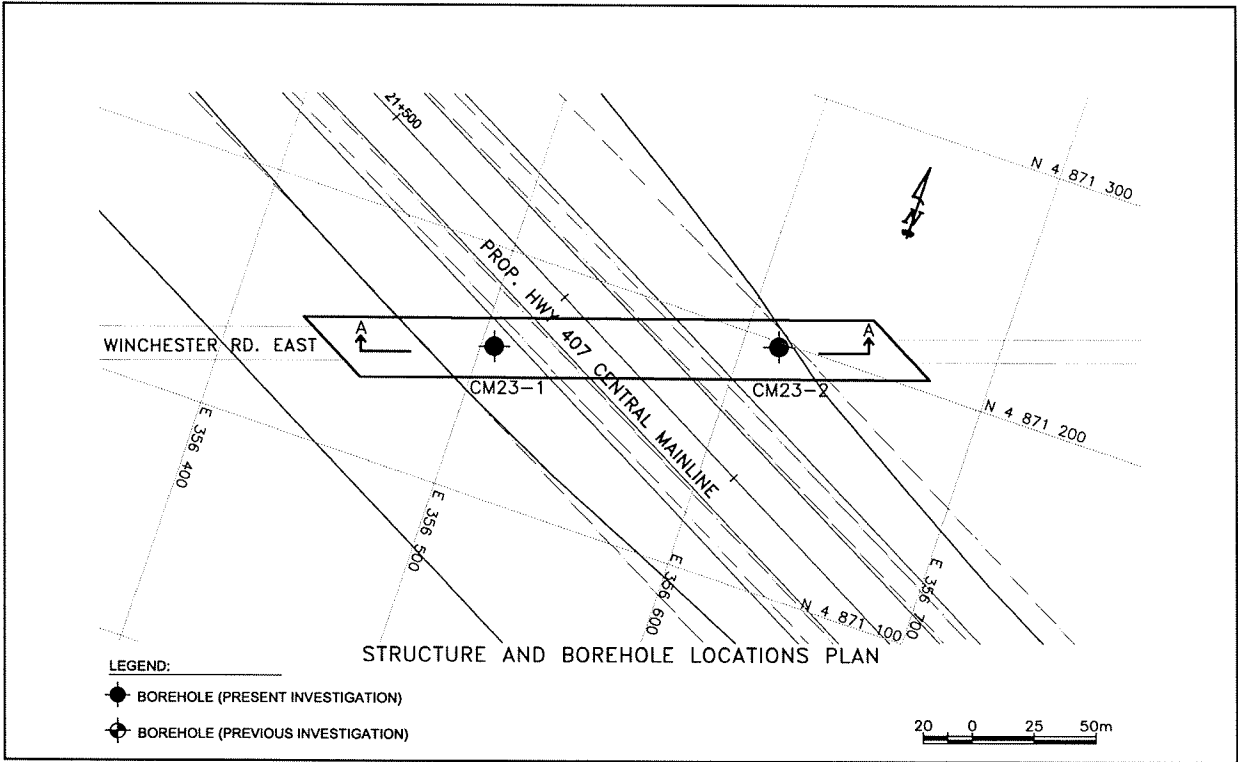 21+500
N 4 871 300
N
PROP. HWY 407 CENTRAL MAINLINE
A
A
WINCHESTER RD. EAST
CM23-1
CM23-2
E 356 400
N 4 871 200
E 356 500
E 356 600
E 356 700
N 4 871 100
STRUCTURE AND BOREHOLE LOCATIONS PLAN
LEGEND:
BOREHOLE (PRESENT INVESTIGATION)
BOREHOLE (PREVIOUS INVESTIGATION)
20 0 25 50m